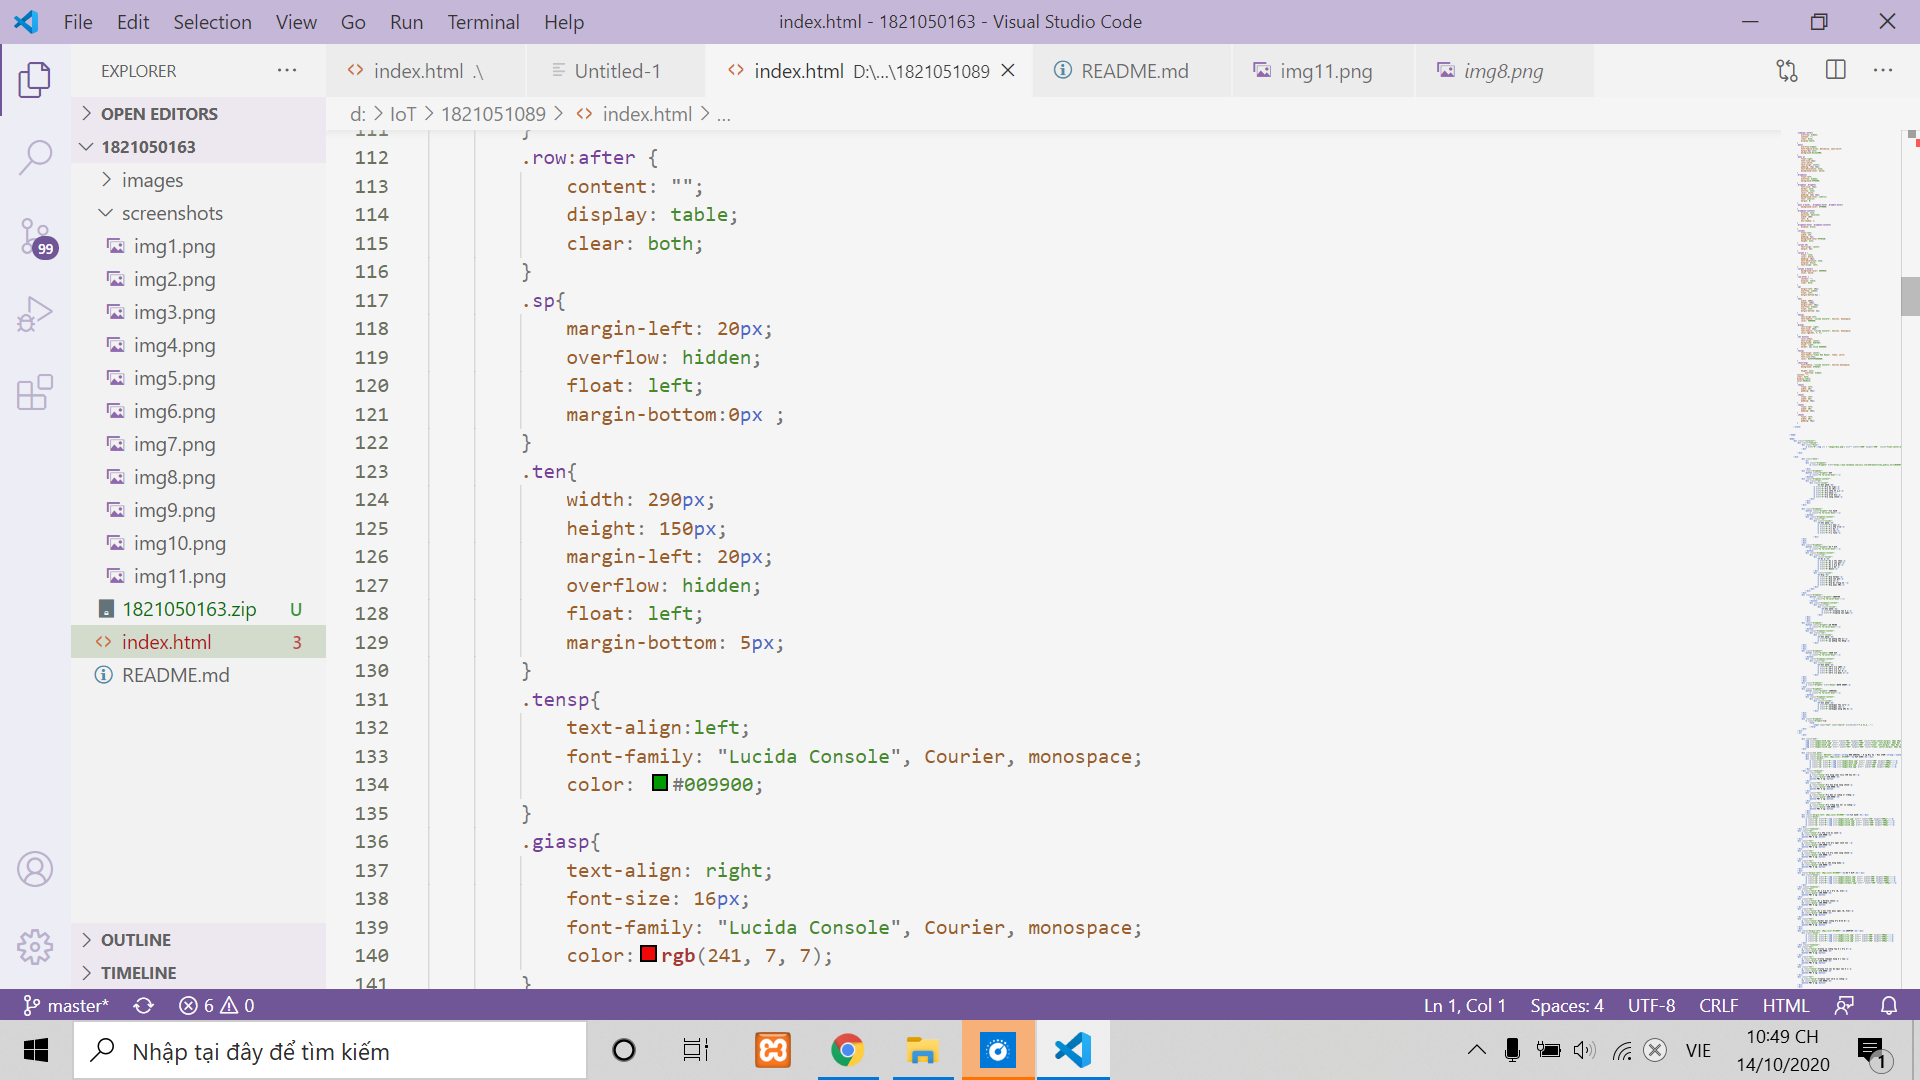 File Edit Selection View Go Run Terminal Help
index.html - 1821050163 - Visual Studio Code
EXPLORER
index.html .\
Untitled-1
index.html D:\...\1821051089
README.md
img11.png
img8.png
OPEN EDITORS
1821050163
images
screenshots
img1.png
img2.png
img3.png
img4.png
img5.png
img6.png
img7.png
img8.png
img9.png
img10.png
img11.png
1821050163.zip U
index.html 3
README.md
OUTLINE
TIMELINE
99
d: > IoT > 1821051089 > index.html > ...
111 }
112 .row:after {
113 content: "";
114 display: table;
115 clear: both;
116 }
117 .sp{
118 margin-left: 20px;
119 overflow: hidden;
120 float: left;
121 margin-bottom:0px ;
122 }
123 .ten{
124 width: 290px;
125 height: 150px;
126 margin-left: 20px;
127 overflow: hidden;
128 float: left;
129 margin-bottom: 5px;
130 }
131 .tensp{
132 text-align:left;
133 font-family: "Lucida Console", Courier, monospace;
134 color: #009900;
135 }
136 .giasp{
137 text-align: right;
138 font-size: 16px;
139 font-family: "Lucida Console", Courier, monospace;
140 color: rgb(241, 7, 7);
141 }
master* 6 0
Ln 1, Col 1 Spaces: 4 UTF-8 CRLF HTML
Nhập tại đây để tìm kiếm
VIE
10:49 CH
14/10/2020
1